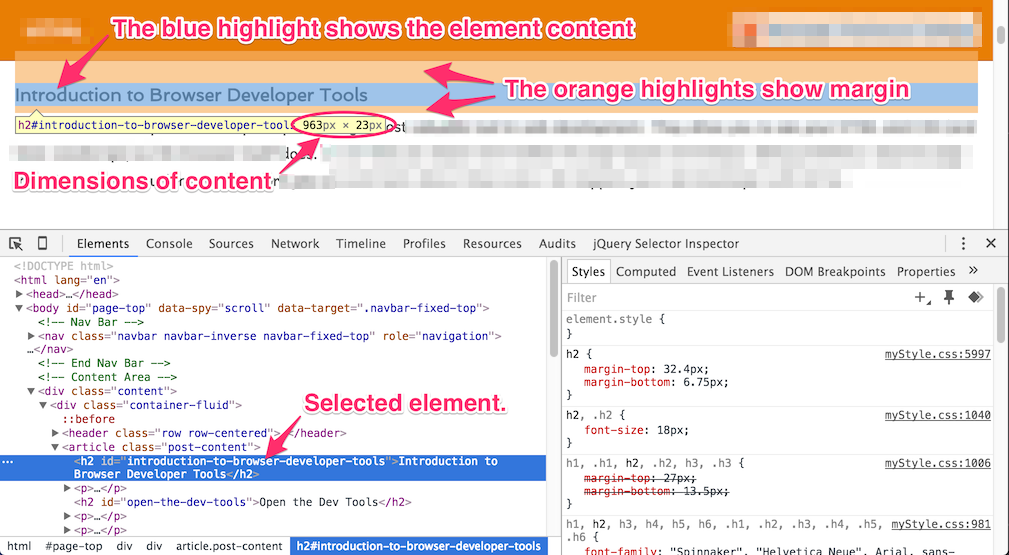 The blue highlight shows the element content
The orange highlights show margin
Introduction to Browser Developer Tools
h2#introduction-to-browser-developer-tools 963px × 23px
Dimensions of content
Elements Console Sources Network Timeline Profiles Resources Audits jQuery Selector Inspector
<!DOCTYPE html>
<html lang="en">
<head>…</head>
<body id="page-top" data-spy="scroll" data-target=".navbar-fixed-top">
<!-- Nav Bar -->
<nav class="navbar navbar-inverse navbar-fixed-top" role="navigation">
…</nav>
<!-- End Nav Bar -->
<!-- Content Area -->
<div class="content">
<div class="container-fluid">
::before
<header class="row row-centered"></header>
<article class="post-content">
Selected element.
<h2 id="introduction-to-browser-developer-tools">Introduction to
Browser Developer Tools</h2>
<p>…</p>
<h2 id="open-the-dev-tools">Open the Dev Tools</h2>
<p>…</p>
<p>…</p>
html #page-top div div article.post-content h2#introduction-to-browser-developer-tools
Styles Computed Event Listeners DOM Breakpoints Properties »
Filter
element.style {
}
h2 { myStyle.css:5997
margin-top: 32.4px;
margin-bottom: 6.75px;
}
h2, .h2 { myStyle.css:1040
font-size: 18px;
}
h1, .h1, h2, .h2, h3, .h3 { myStyle.css:1006
margin-top: 27px;
margin-bottom: 13.5px;
}
h1, h2, h3, h4, h5, h6, .h1, .h2, .h3, .h4, .h5, myStyle.css:981
.h6 {
font-family: "Spinnaker", "Helvetica Neue", Arial, sans-